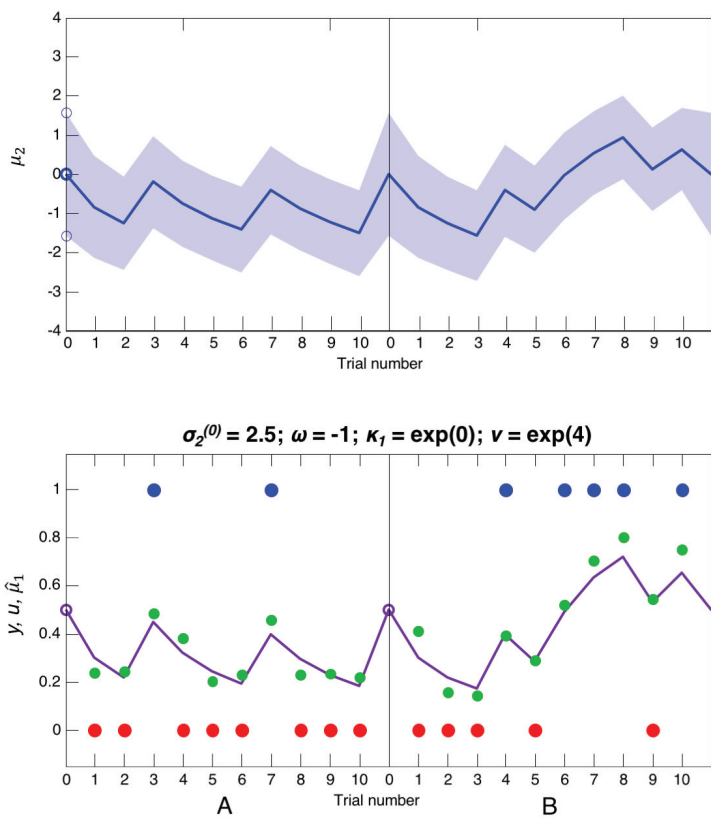 4
3
2
1
0
-1
-2
-3
-4
μ₂
0 1 2 3 4 5 6 7 8 9 10 0 1 2 3 4 5 6 7 8 9 10
Trial number
σ₂⁽⁰⁾ = 2.5; ω = -1; κ₁ = exp(0); ν = exp(4)
1
0.8
0.6
0.4
0.2
0
y, u, μ̂₁
0 1 2 3 4 5 6 7 8 9 10 0 1 2 3 4 5 6 7 8 9 10
A Trial number B